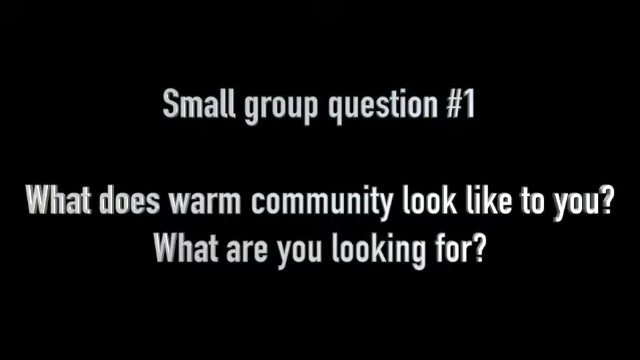 Small group question #1
What does warm community look like to you?
What are you looking for?